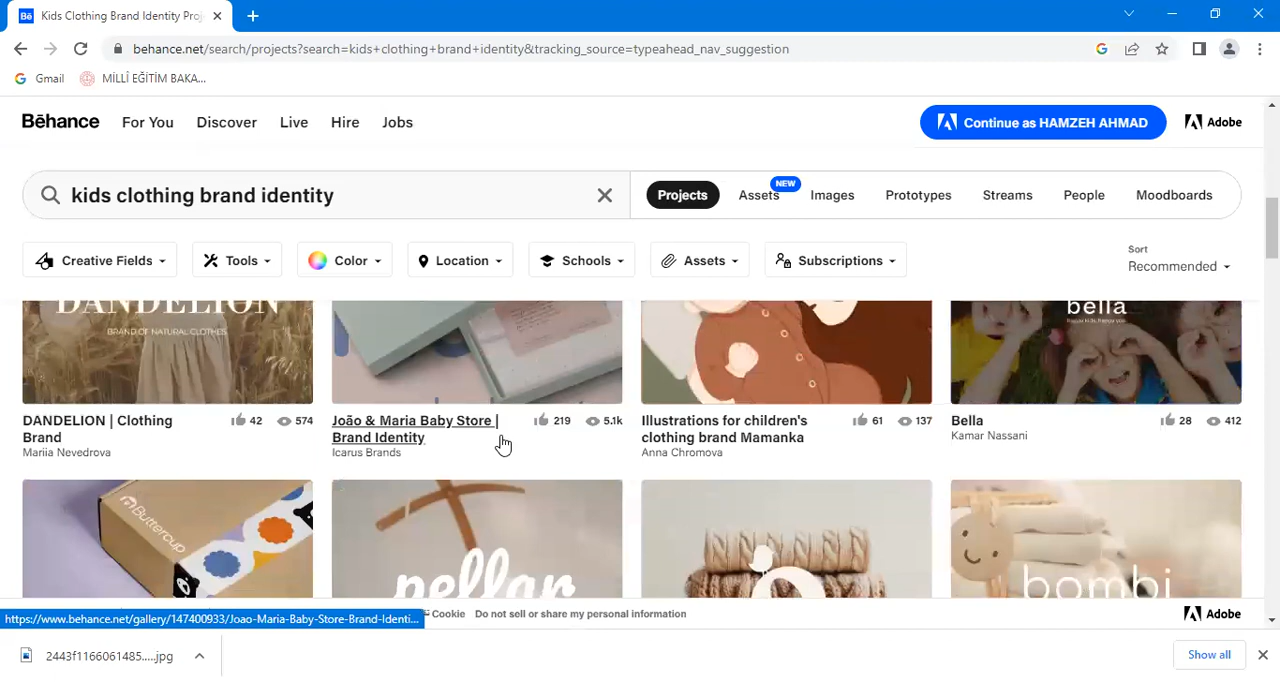 Kids Clothing Brand Identity Proj
behance.net/search/projects?search=kids+clothing+brand+identity&tracking_source=typeahead_nav_suggestion
Gmail MİLLÎ EĞİTİM BAKA...
Bēhance For You Discover Live Hire Jobs Continue as HAMZEH AHMAD Adobe
kids clothing brand identity Projects Assets NEW Images Prototypes Streams People Moodboards
Creative Fields Tools Color Location Schools Assets Subscriptions Sort
Recommended
DANDELION
BRAND OF NATURAL CLOTHES
bella
DANDELION | Clothing
Brand
42 574
Mariia Nevedrova
João & Maria Baby Store |
Brand Identity
219 5.1k
Icarus Brands
Illustrations for children's
clothing brand Mamanka
61 137
Anna Chromova
Bella
28 412
Kamar Nassani
Buttercup
pellar
bombi
https://www.behance.net/gallery/147400933/Joao-Maria-Baby-Store-Brand-Identi...
Cookie Do not sell or share my personal information Adobe
2443f1166061485.....jpg Show all